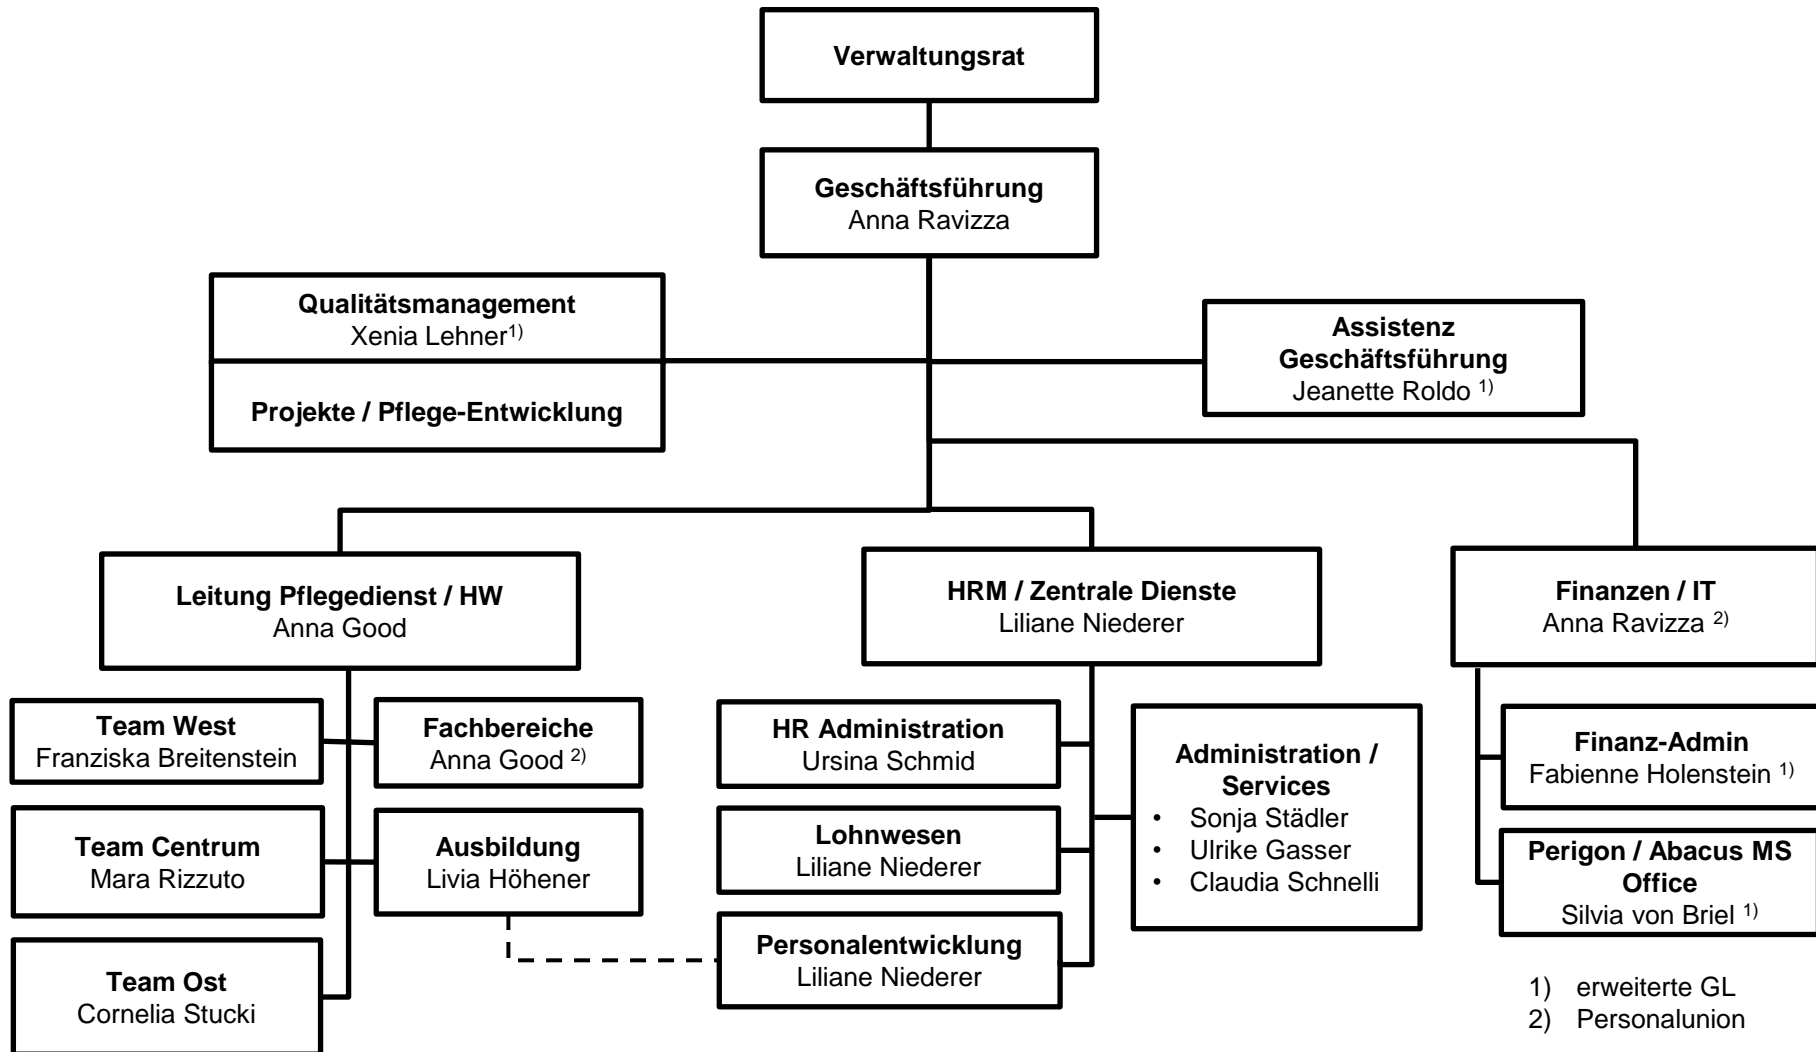 Verwaltungsrat
Geschäftsführung
Anna Ravizza
Qualitätsmanagement
Xenia Lehner1)
Projekte / Pflege-Entwicklung
Assistenz
Geschäftsführung
Jeanette Roldo 1)
Leitung Pflegedienst / HW
Anna Good
HRM / Zentrale Dienste
Liliane Niederer
Finanzen / IT
Anna Ravizza 2)
Team West
Franziska Breitenstein
Fachbereiche
Anna Good 2)
Team Centrum
Mara Rizzuto
Ausbildung
Livia Höhener
Team Ost
Cornelia Stucki
HR Administration
Ursina Schmid
Lohnwesen
Liliane Niederer
Personalentwicklung
Liliane Niederer
Administration /
Services
• Sonja Städler
• Ulrike Gasser
• Claudia Schnelli
Finanz-Admin
Fabienne Holenstein 1)
Perigon / Abacus MS
Office
Silvia von Briel 1)
1) erweiterte GL
2) Personalunion